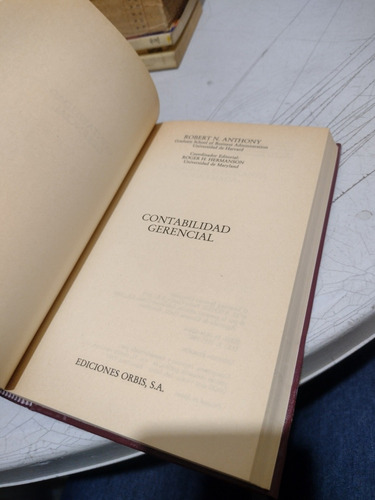 ROBERT N. ANTHONY
Graduate School of Business Administration
Universidad de Harvard
Coordinador Editorial:
ROGER H. HERMANSON
Universidad de Maryland
CONTABILIDAD
GERENCIAL
EDICIONES ORBIS, S.A.